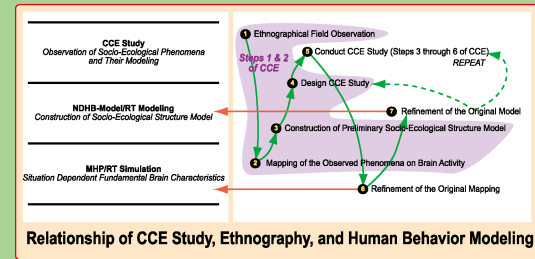 CCE Study
Observation of Socio-Ecological Phenomena
and Their Modeling
NDHB-Model/RT Modeling
Construction of Socio-Ecological Structure Model
MHP/RT Simulation
Situation Dependent Fundamental Brain Characteristics
1 Ethnographical Field Observation
Steps 1 & 2
of CCE
5 Conduct CCE Study (Steps 3 through 6 of CCE)
REPEAT
4 Design CCE Study
7 Refinement of the Original Model
3 Construction of Preliminary Socio-Ecological Structure Model
2 Mapping of the Observed Phenomena on Brain Activity
6 Refinement of the Original Mapping
Relationship of CCE Study, Ethnography, and Human Behavior Modeling